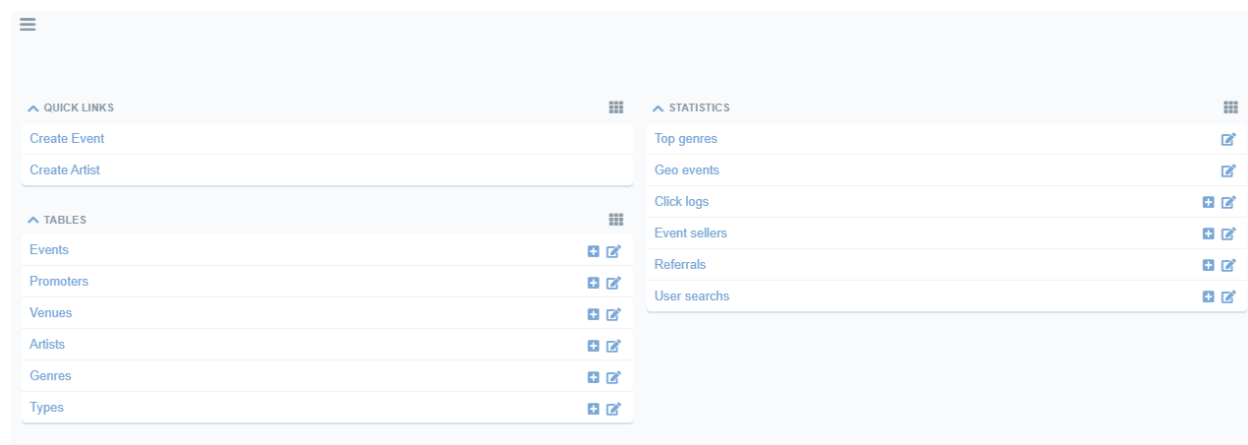 QUICK LINKS
Create Event
Create Artist
TABLES
Events
Promoters
Venues
Artists
Genres
Types
STATISTICS
Top genres
Geo events
Click logs
Event sellers
Referrals
User searchs